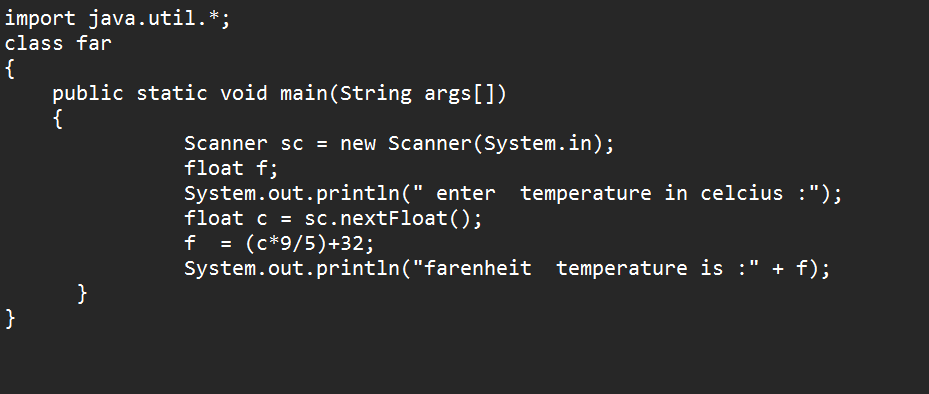 import java.util.*;
class far
{
    public static void main(String args[])
    {
               Scanner sc = new Scanner(System.in);
               float f;
               System.out.println(" enter  temperature in celcius :");
               float c = sc.nextFloat();
               f  = (c*9/5)+32;
               System.out.println("farenheit  temperature is :" + f);
      }
}